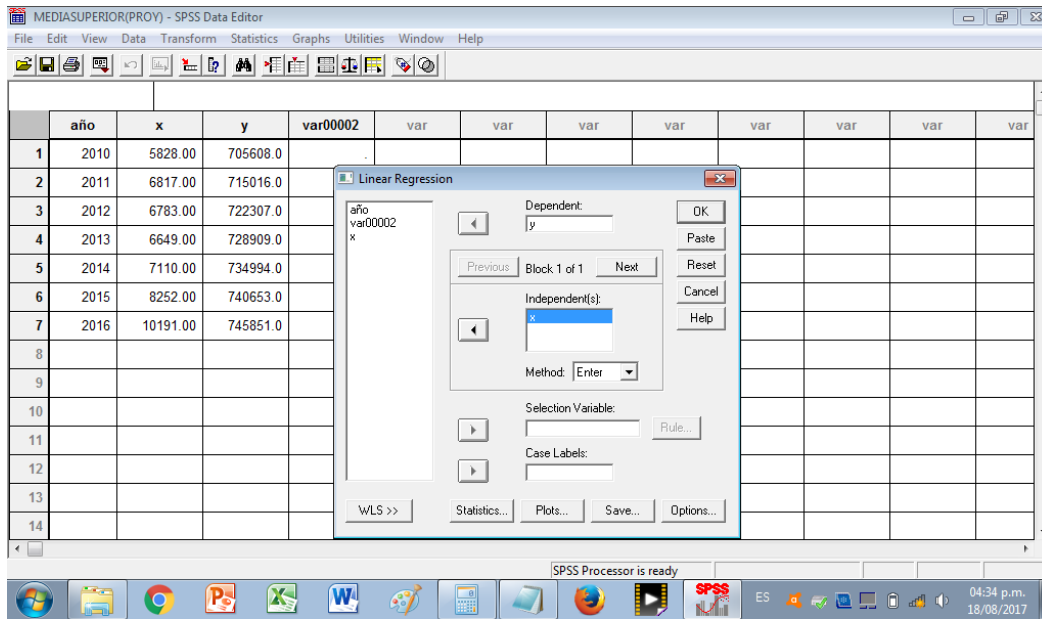 MEDIASUPERIOR(PROY) - SPSS Data Editor
File Edit View Data Transform Statistics Graphs Utilities Window Help
año x y var00002 var var var var var var var var
1 2010 5828.00 705608.0 .
2 2011 6817.00 715016.0
3 2012 6783.00 722307.0
4 2013 6649.00 728909.0
5 2014 7110.00 734994.0
6 2015 8252.00 740653.0
7 2016 10191.00 745851.0
8
9
10
11
12
13
14
Linear Regression
año
var00002
x
Dependent:
y
OK
Paste
Reset
Cancel
Help
Previous Block 1 of 1 Next
Independent(s):
x
Method: Enter
Selection Variable:
Rule...
Case Labels:
WLS >> Statistics... Plots... Save... Options...
SPSS Processor is ready
SPSS
ES
04:34 p.m.
18/08/2017